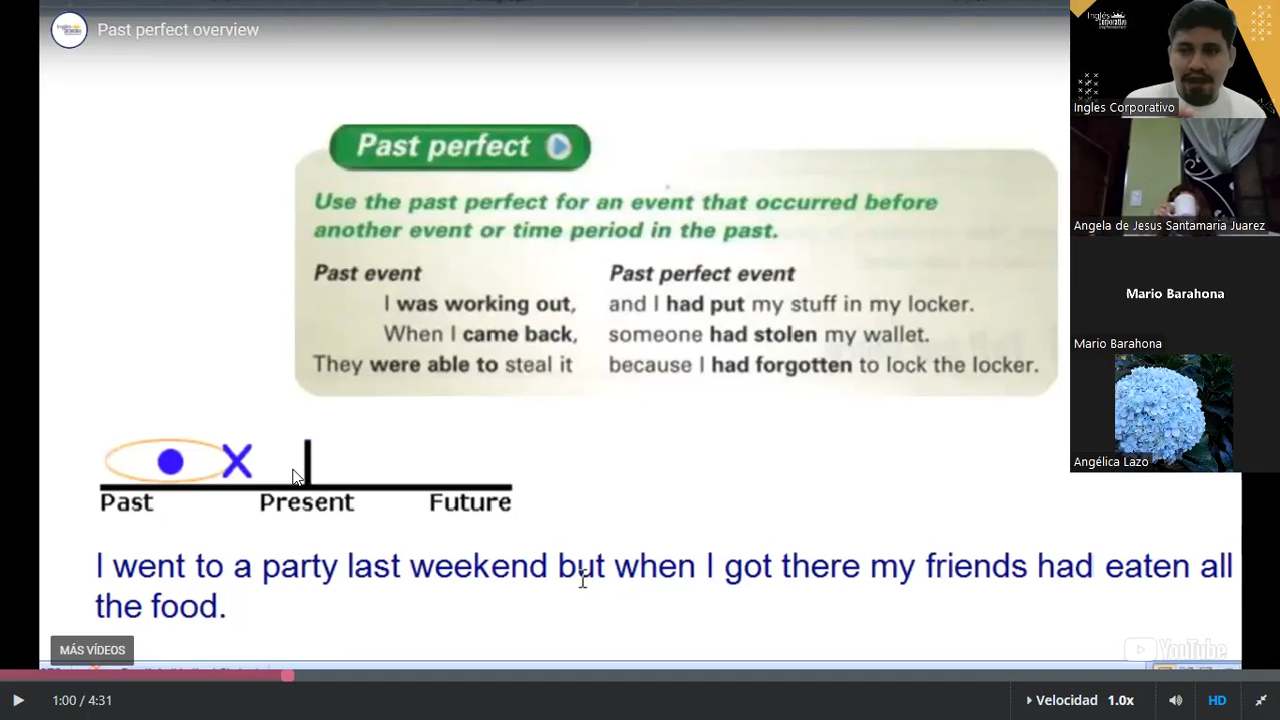 Past perfect overview
Inglés
Corporativo
Ingles Corporativo
Past perfect
Use the past perfect for an event that occurred before
another event or time period in the past.
Past event Past perfect event
I was working out, and I had put my stuff in my locker.
When I came back, someone had stolen my wallet.
They were able to steal it because I had forgotten to lock the locker.
Angela de Jesus Santamaria Juarez
Mario Barahona
Mario Barahona
Angélica Lazo
Past Present Future
I went to a party last weekend but when I got there my friends had eaten all
the food.
MÁS VÍDEOS
YouTube
1:00 / 4:31
Velocidad 1.0x
HD